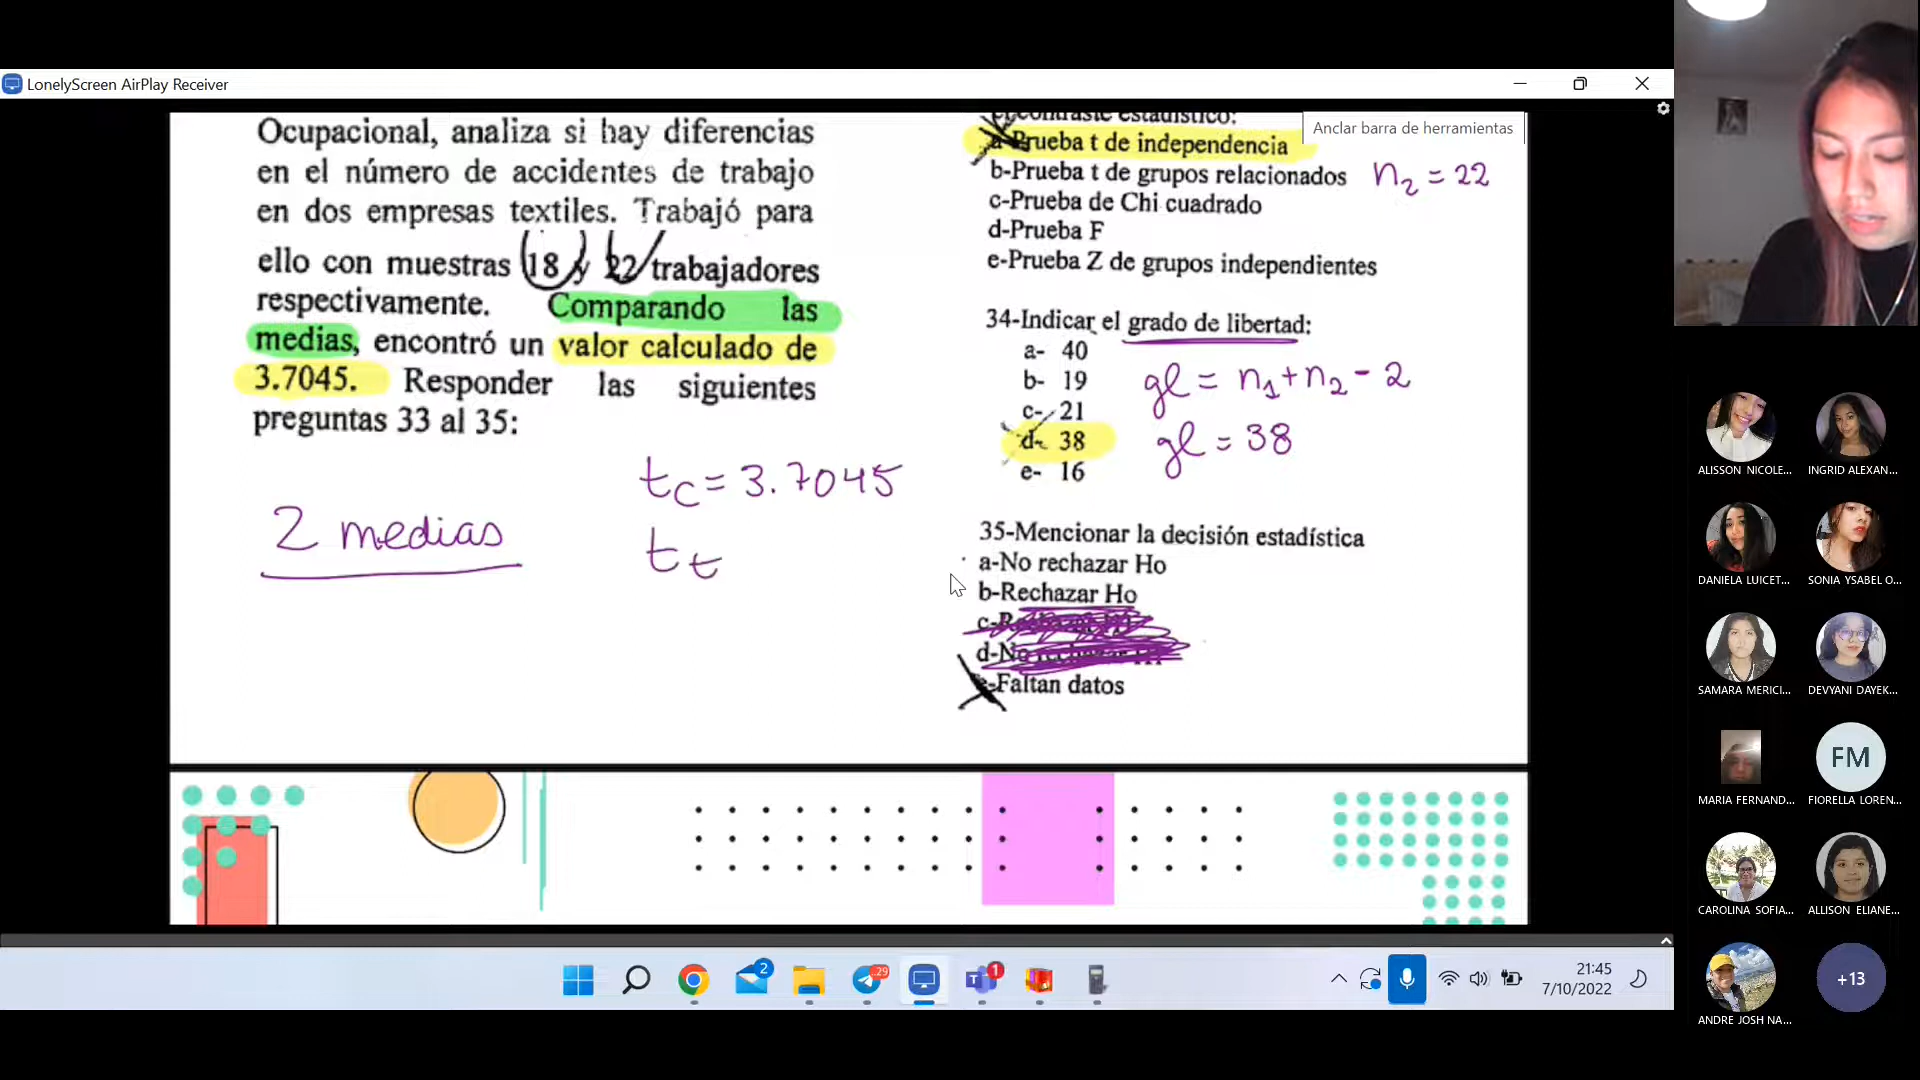 LonelyScreen AirPlay Receiver
Ocupacional, analiza si hay diferencias
en el número de accidentes de trabajo
en dos empresas textiles. Trabajó para
ello con muestras 18 y 22 trabajadores
respectivamente. Comparando las
medias, encontró un valor calculado de
3.7045. Responder las siguientes
preguntas 33 al 35:
2 medias
tc = 3.7045
tt
contraste estadístico:
a-Prueba t de independencia
b-Prueba t de grupos relacionados
c-Prueba de Chi cuadrado
d-Prueba F
e-Prueba Z de grupos independientes
Anclar barra de herramientas
n2 = 22
34-Indicar el grado de libertad:
a- 40
b- 19
c- 21
d- 38
e- 16
gl = n1 + n2 - 2
gl = 38
35-Mencionar la decisión estadística
a-No rechazar Ho
b-Rechazar Ho
c-
d-No
e-Faltan datos
ALISSON NICOLE...
INGRID ALEXAN...
DANIELA LUICET...
SONIA YSABEL O...
SAMARA MERICI...
DEVYANI DAYEK...
MARIA FERNAND...
FM
FIORELLA LOREN...
CAROLINA SOFIA...
ALLISON ELIANE...
ANDRE JOSH NA...
+13
2
29
1
21:45
7/10/2022